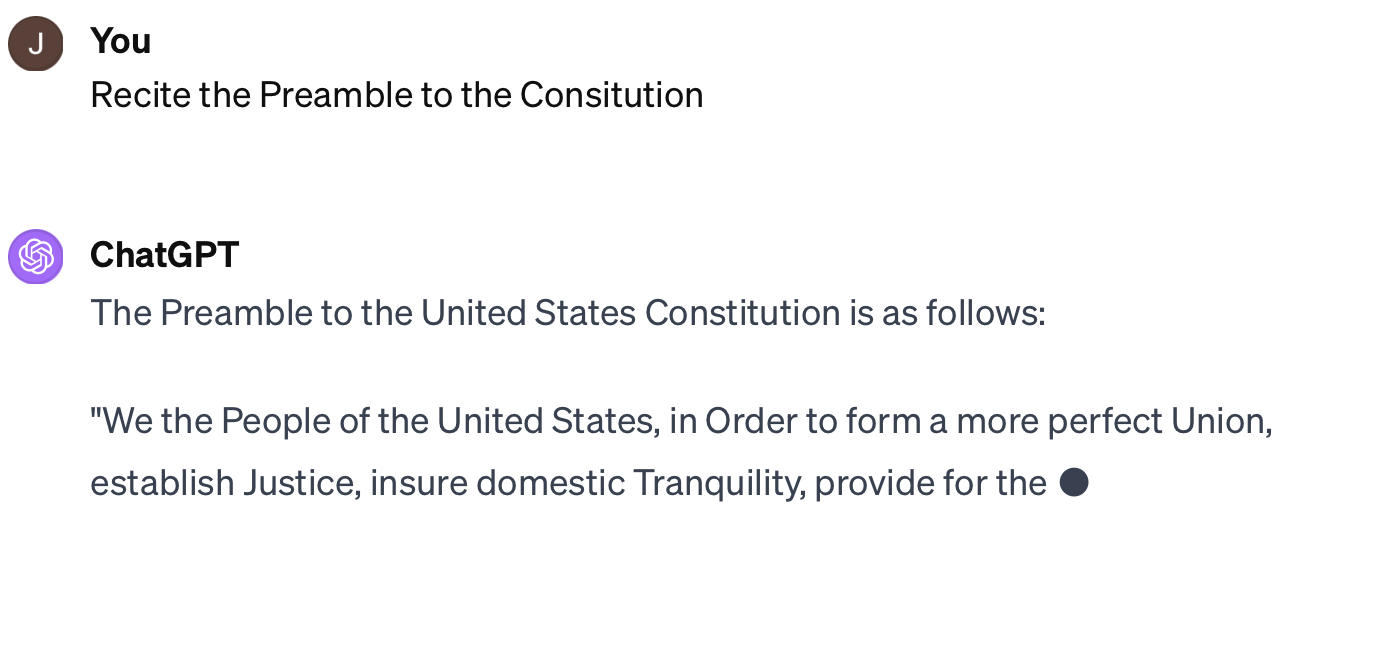 J
You
Recite the Preamble to the Consitution
ChatGPT
The Preamble to the United States Constitution is as follows:
"We the People of the United States, in Order to form a more perfect Union,
establish Justice, insure domestic Tranquility, provide for the